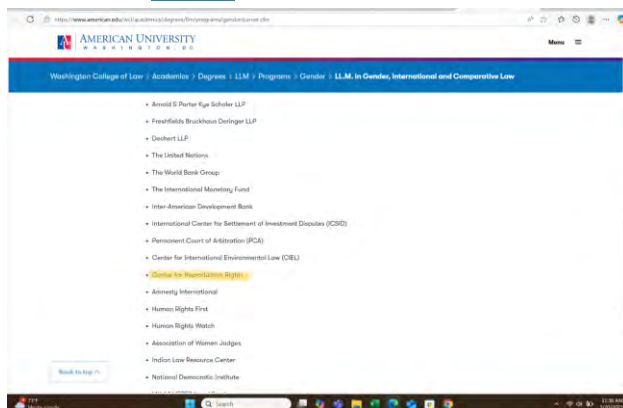 https://www.american.edu/wcl/academics/degrees/llm/programs/gender/
AMERICAN UNIVERSITY
WASHINGTON, DC
Menu
Washington College of Law > Academics > Degrees > LLM > Programs > Gender > LL.M. in Gender, International and Comparative Law
• Arnold & Porter Kye Scholer LLP
• Freshfields Bruckhaus Deringer LLP
• Dechert LLP
• The United Nations
• The World Bank Group
• The International Monetary Fund
• Inter-American Development Bank
• International Center for Settlement of Investment Disputes (ICSID)
• Permanent Court of Arbitration (PCA)
• Center for International Environmental Law (CIEL)
• Center for Reproductive Rights
• Amnesty International
• Human Rights First
• Human Rights Watch
• Association of Women Judges
• Indian Law Resource Center
• National Democratic Institute
Back to top
Search
11:38 AM